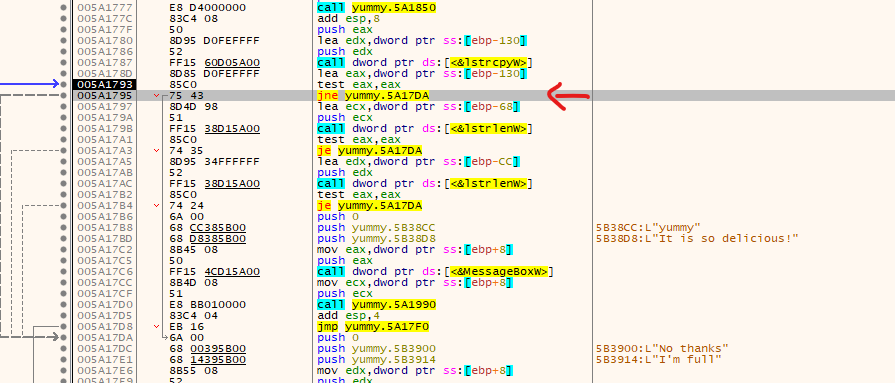 005A1777 E8 D4000000 call yummy.5A1850
005A177C 83C4 08 add esp,8
005A177F 50 push eax
005A1780 8D95 D0FEFFFF lea edx,dword ptr ss:[ebp-130]
005A1786 52 push edx
005A1787 FF15 60D05A00 call dword ptr ds:[<&lstrcpyW>]
005A178D 8D85 D0FEFFFF lea eax,dword ptr ss:[ebp-130]
005A1793 85C0 test eax,eax
005A1795 75 43 jne yummy.5A17DA
005A1797 8D4D 98 lea ecx,dword ptr ss:[ebp-68]
005A179A 51 push ecx
005A179B FF15 38D15A00 call dword ptr ds:[<&lstrlenW>]
005A17A1 85C0 test eax,eax
005A17A3 74 35 je yummy.5A17DA
005A17A5 8D95 34FFFFFF lea edx,dword ptr ss:[ebp-CC]
005A17AB 52 push edx
005A17AC FF15 38D15A00 call dword ptr ds:[<&lstrlenW>]
005A17B2 85C0 test eax,eax
005A17B4 74 24 je yummy.5A17DA
005A17B6 6A 00 push 0
005A17B8 68 CC385B00 push yummy.5B38CC 5B38CC:L"yummy"
005A17BD 68 D8385B00 push yummy.5B38D8 5B38D8:L"It is so delicious!"
005A17C2 8B45 08 mov eax,dword ptr ss:[ebp+8]
005A17C5 50 push eax
005A17C6 FF15 4CD15A00 call dword ptr ds:[<&MessageBoxW>]
005A17CC 8B4D 08 mov ecx,dword ptr ss:[ebp+8]
005A17CF 51 push ecx
005A17D0 E8 BB010000 call yummy.5A1990
005A17D5 83C4 04 add esp,4
005A17D8 EB 16 jmp yummy.5A17F0
005A17DA 6A 00 push 0
005A17DC 68 00395B00 push yummy.5B3900 5B3900:L"No thanks"
005A17E1 68 14395B00 push yummy.5B3914 5B3914:L"I'm full"
005A17E6 8B55 08 mov edx,dword ptr ss:[ebp+8]
52 push edx